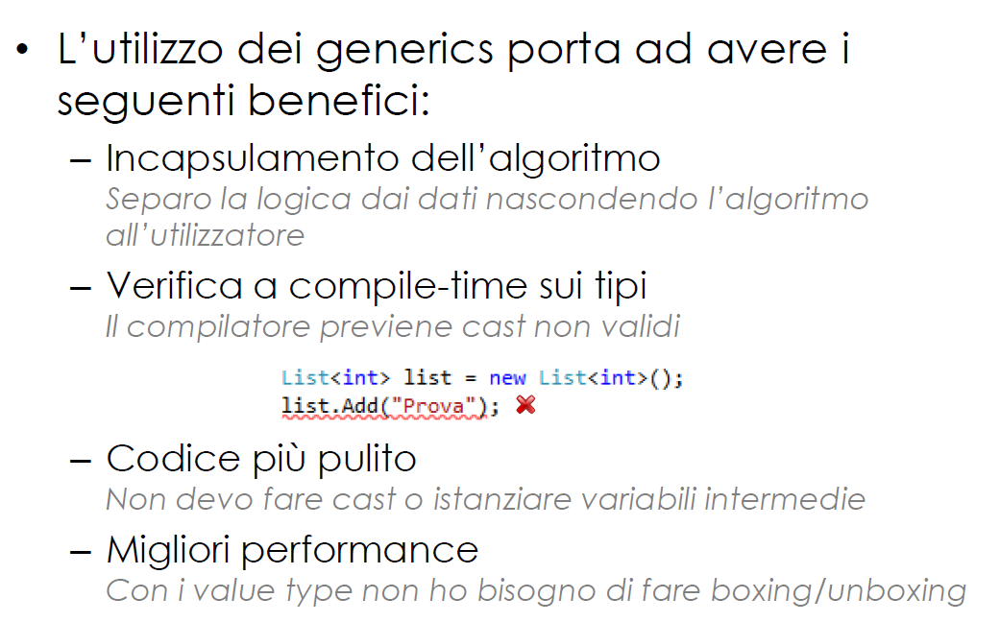 • L’utilizzo dei generics porta ad avere i
seguenti benefici:
– Incapsulamento dell’algoritmo
Separo la logica dai dati nascondendo l’algoritmo
all’utilizzatore
– Verifica a compile-time sui tipi
Il compilatore previene cast non validi
List<int> list = new List<int>();
list.Add("Prova");
– Codice più pulito
Non devo fare cast o istanziare variabili intermedie
– Migliori performance
Con i value type non ho bisogno di fare boxing/unboxing